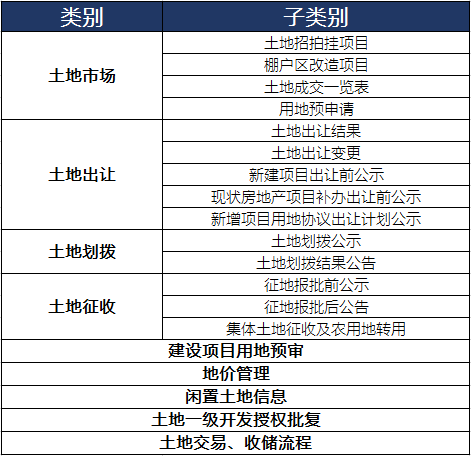 类别 子类别
土地市场
土地招拍挂项目
棚户区改造项目
土地成交一览表
用地预申请
土地出让
土地出让结果
土地出让变更
新建项目出让前公示
现状房地产项目补办出让前公示
新增项目用地协议出让计划公示
土地划拨
土地划拨公示
土地划拨结果公告
土地征收
征地报批前公示
征地报批后公告
集体土地征收及农用地转用
建设项目用地预审
地价管理
闲置土地信息
土地一级开发授权批复
土地交易、收储流程